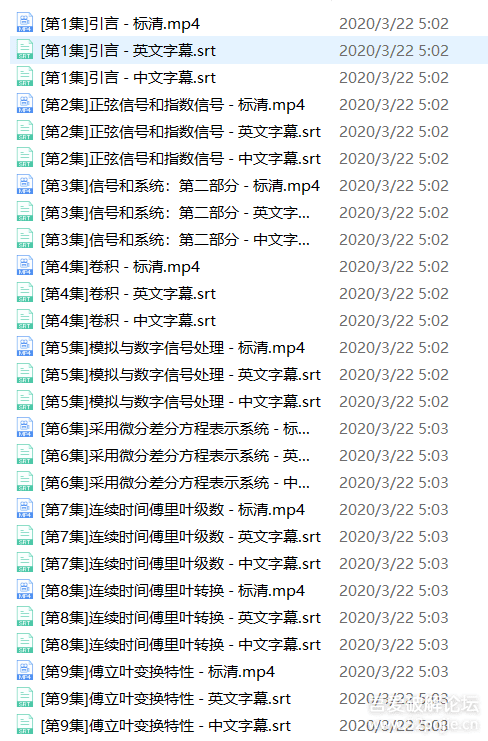 [第1集]引言 - 标清.mp4 2020/3/22 5:02
[第1集]引言 - 英文字幕.srt 2020/3/22 5:02
[第1集]引言 - 中文字幕.srt 2020/3/22 5:02
[第2集]正弦信号和指数信号 - 标清.mp4 2020/3/22 5:02
[第2集]正弦信号和指数信号 - 英文字幕.srt 2020/3/22 5:02
[第2集]正弦信号和指数信号 - 中文字幕.srt 2020/3/22 5:02
[第3集]信号和系统：第二部分 - 标清.mp4 2020/3/22 5:02
[第3集]信号和系统：第二部分 - 英文字... 2020/3/22 5:02
[第3集]信号和系统：第二部分 - 中文字... 2020/3/22 5:02
[第4集]卷积 - 标清.mp4 2020/3/22 5:02
[第4集]卷积 - 英文字幕.srt 2020/3/22 5:02
[第4集]卷积 - 中文字幕.srt 2020/3/22 5:02
[第5集]模拟与数字信号处理 - 标清.mp4 2020/3/22 5:02
[第5集]模拟与数字信号处理 - 英文字幕.srt 2020/3/22 5:02
[第5集]模拟与数字信号处理 - 中文字幕.srt 2020/3/22 5:02
[第6集]采用微分差分方程表示系统 - 标... 2020/3/22 5:03
[第6集]采用微分差分方程表示系统 - 英... 2020/3/22 5:03
[第6集]采用微分差分方程表示系统 - 中... 2020/3/22 5:03
[第7集]连续时间傅里叶级数 - 标清.mp4 2020/3/22 5:03
[第7集]连续时间傅里叶级数 - 英文字幕.srt 2020/3/22 5:03
[第7集]连续时间傅里叶级数 - 中文字幕.srt 2020/3/22 5:03
[第8集]连续时间傅里叶转换 - 标清.mp4 2020/3/22 5:03
[第8集]连续时间傅里叶转换 - 英文字幕.srt 2020/3/22 5:03
[第8集]连续时间傅里叶转换 - 中文字幕.srt 2020/3/22 5:03
[第9集]傅立叶变换特性 - 标清.mp4 2020/3/22 5:03
[第9集]傅立叶变换特性 - 英文字幕.srt 2020/3/22 5:03
[第9集]傅立叶变换特性 - 中文字幕.srt 2020/3/22 5:03